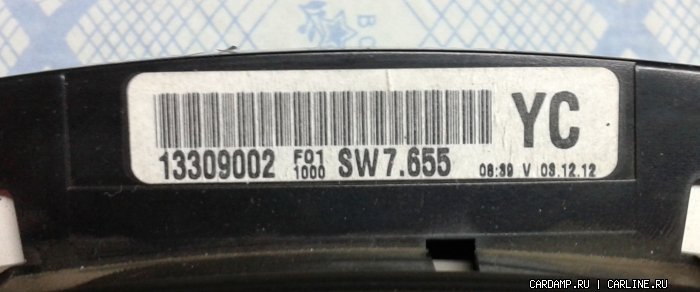 YC
13309002 F01 1000 SW7.655 08:39 V 03.12.12
CARDAMP.RU | CARLINE.RU